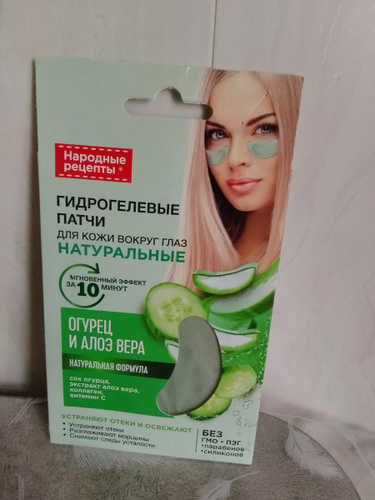 Народные
рецепты®
ГИДРОГЕЛЕВЫЕ
ПАТЧИ
ДЛЯ КОЖИ ВОКРУГ ГЛАЗ
НАТУРАЛЬНЫЕ
МГНОВЕННЫЙ ЭФФЕКТ
ЗА 10 МИНУТ
ОГУРЕЦ
И АЛОЭ ВЕРА
НАТУРАЛЬНАЯ ФОРМУЛА
сок огурца,
экстракт алоэ вера,
коллаген,
витамин С
УСТРАНЯЮТ ОТЕКИ И ОСВЕЖАЮТ
• Устраняют отеки
• Разглаживают морщины
• Снимают следы усталости
БЕЗ
ГМО • ПЭГ
•парабенов
•силиконов